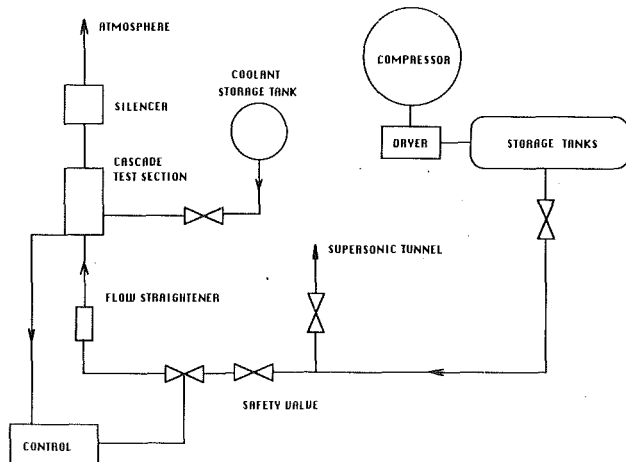 ATMOSPHERE
COOLANT
STORAGE TANK
COMPRESSOR
SILENCER
DRYER
STORAGE TANKS
CASCADE
TEST SECTION
SUPERSONIC TUNNEL
FLOW STRAIGHTENER
SAFETY VALVE
CONTROL